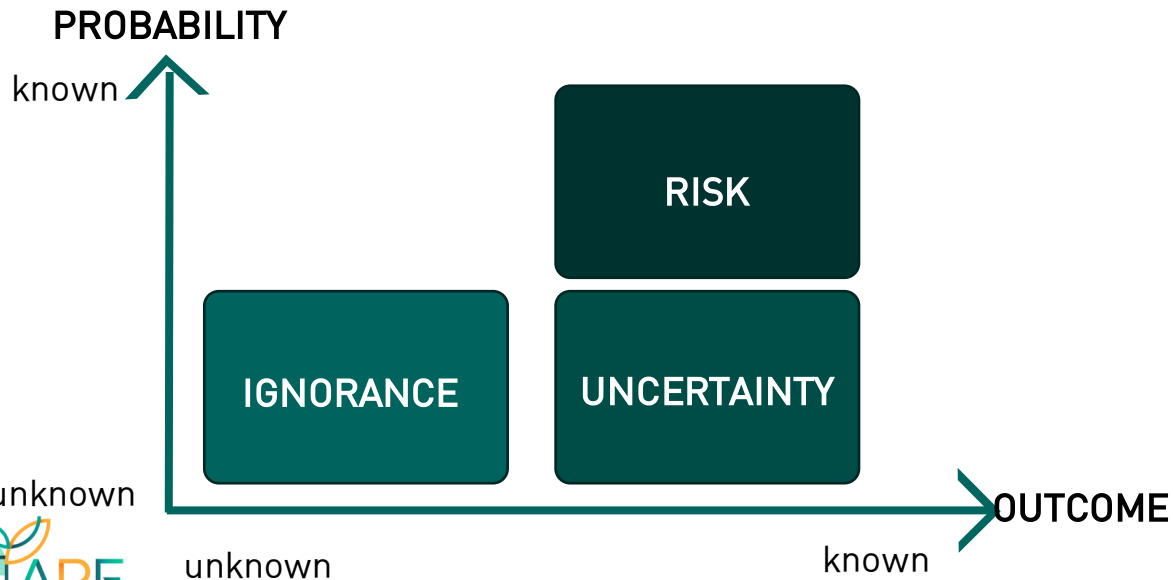 PROBABILITY
known
RISK
IGNORANCE
UNCERTAINTY
unknown
OUTCOME
unknown
known